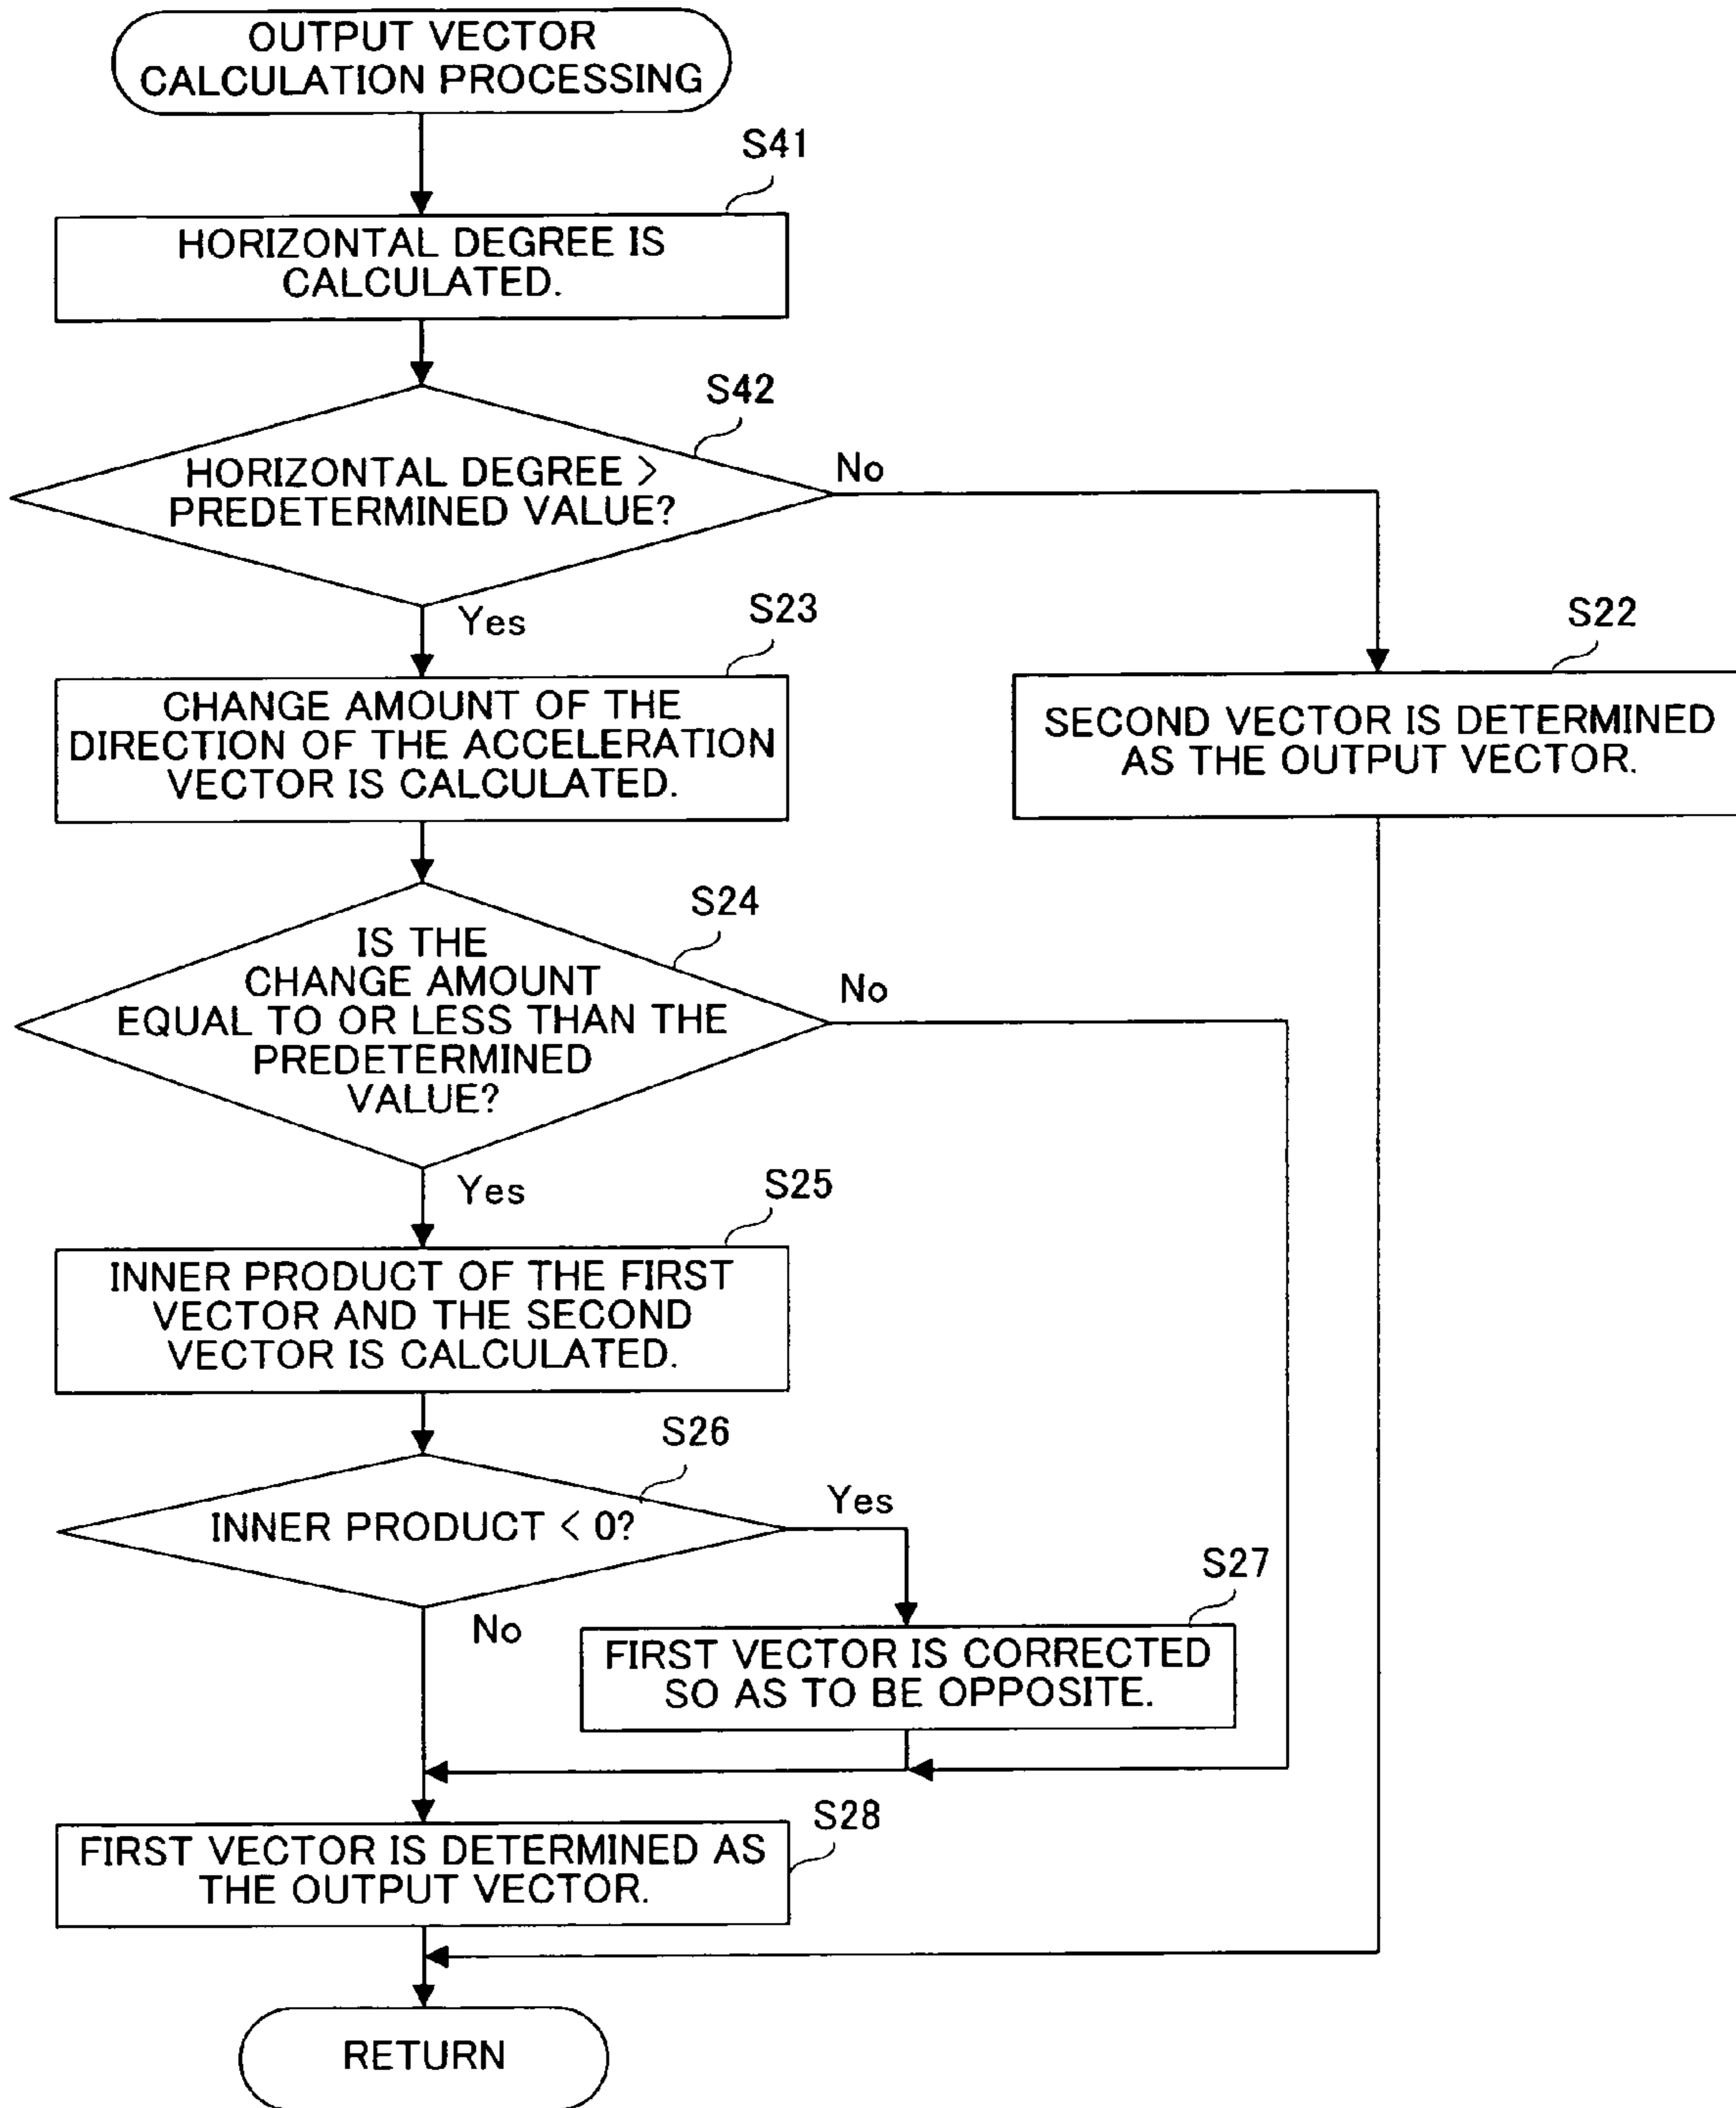 OUTPUT VECTOR
CALCULATION PROCESSING
S41
HORIZONTAL DEGREE IS
CALCULATED.
S42
HORIZONTAL DEGREE >
PREDETERMINED VALUE?
No
Yes
S23
CHANGE AMOUNT OF THE
DIRECTION OF THE ACCELERATION
VECTOR IS CALCULATED.
S22
SECOND VECTOR IS DETERMINED
AS THE OUTPUT VECTOR.
S24
IS THE
CHANGE AMOUNT
EQUAL TO OR LESS THAN THE
PREDETERMINED
VALUE?
No
Yes
S25
INNER PRODUCT OF THE FIRST
VECTOR AND THE SECOND
VECTOR IS CALCULATED.
S26
INNER PRODUCT < 0?
Yes
No
S27
FIRST VECTOR IS CORRECTED
SO AS TO BE OPPOSITE.
S28
FIRST VECTOR IS DETERMINED AS
THE OUTPUT VECTOR.
RETURN